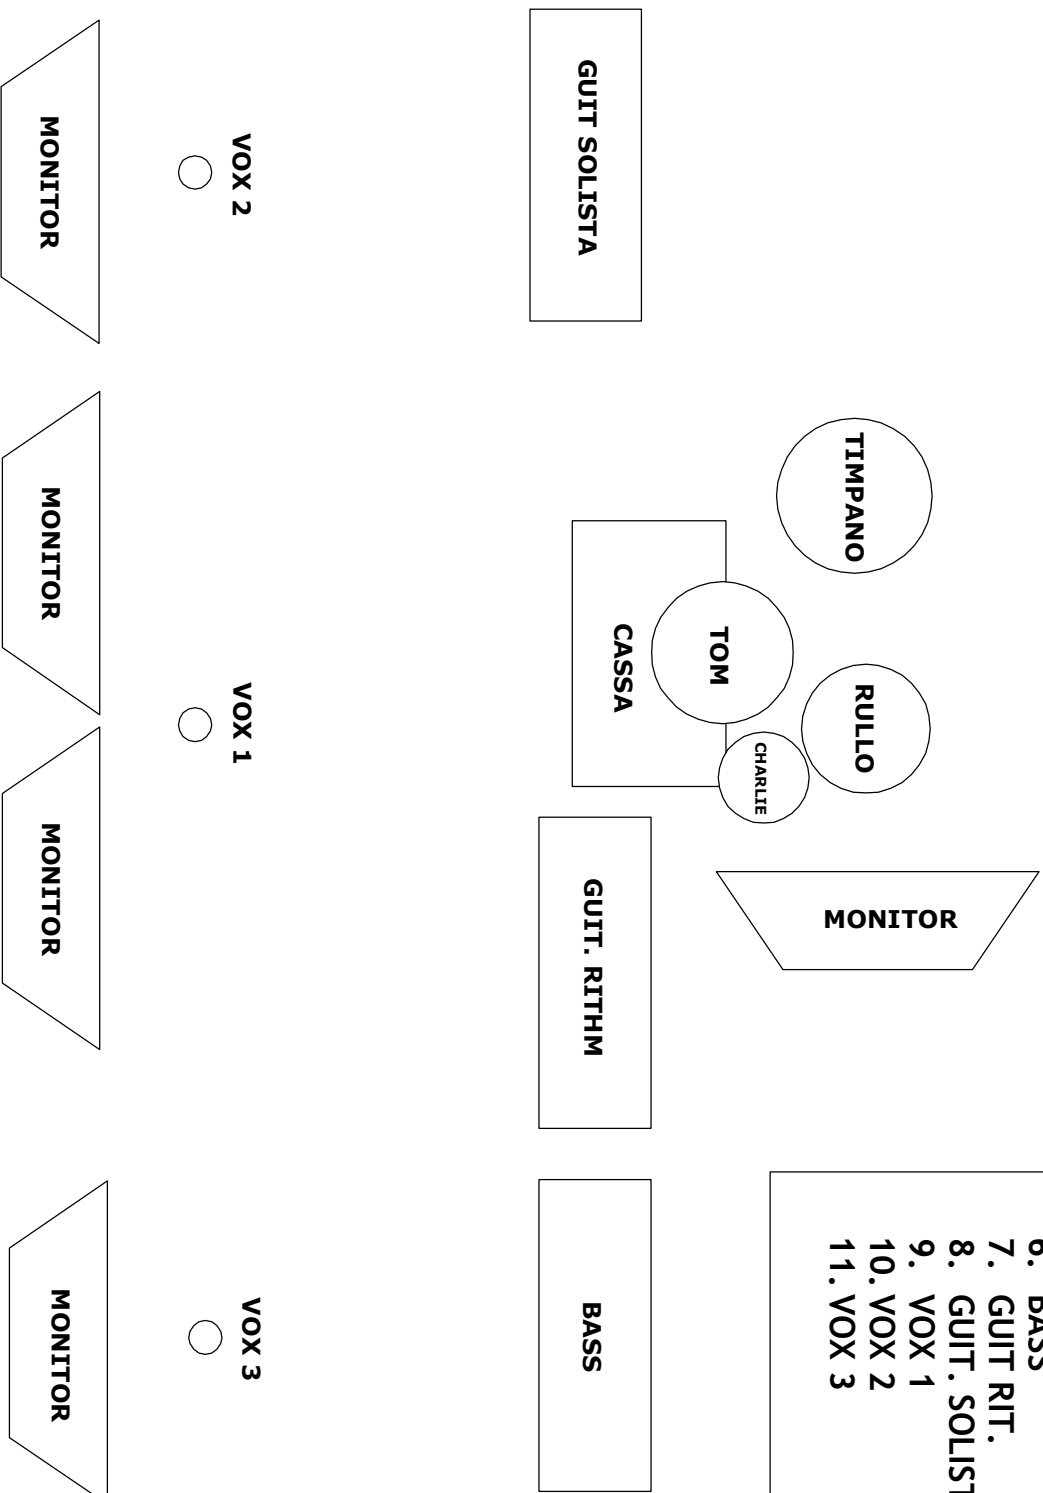 6. BASS
7. GUIT RIT.
8. GUIT. SOLIST
9. VOX 1
10. VOX 2
11. VOX 3
TIMPANO
RULLO
MONITOR
CHARLIE
TOM
CASSA
GUIT SOLISTA
GUIT. RITHM
BASS
VOX 2
VOX 1
VOX 3
MONITOR
MONITOR
MONITOR
MONITOR